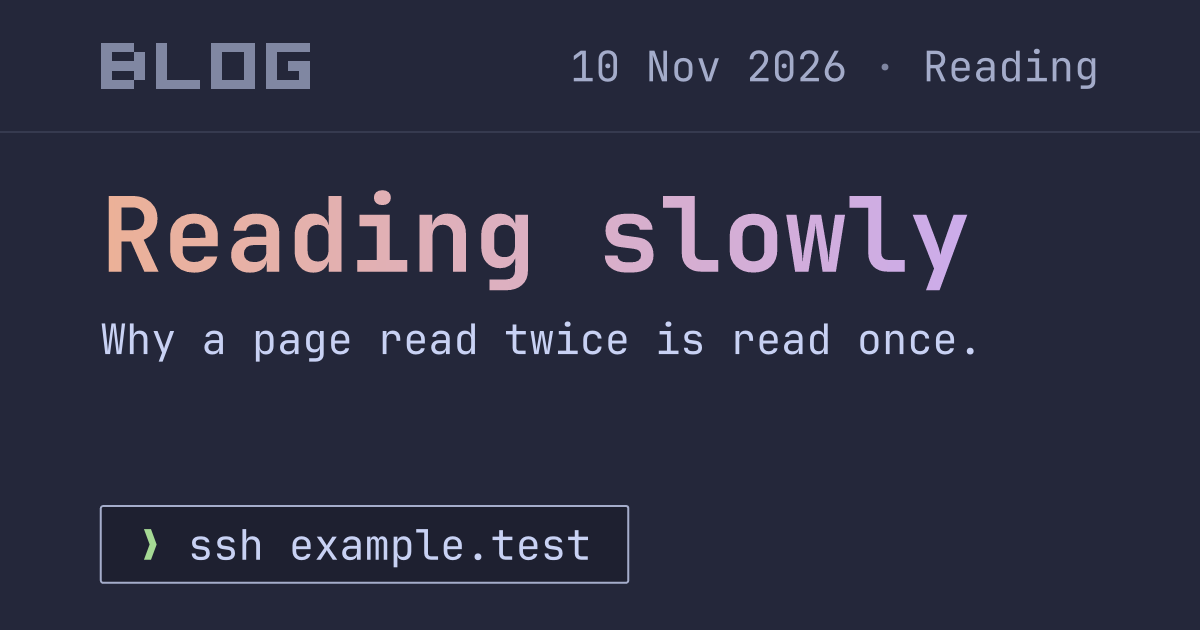 BLOG
10 Nov 2026 · Reading
Reading slowly
Why a page read twice is read once.
❯ ssh example.test